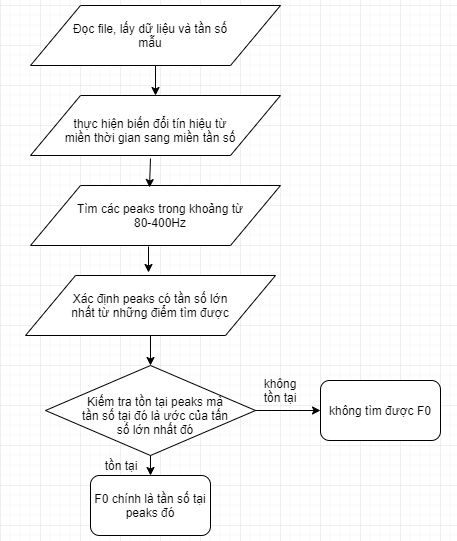 Đọc file, lấy dữ liệu và tần số
mẫu
thực hiện biến đổi tín hiệu từ
miền thời gian sang miền tần số
Tìm các peaks trong khoảng từ
80-400Hz
Xác định peaks có tần số lớn
nhất từ những điểm tìm được
Kiểm tra tồn tại peaks mà
tần số tại đó là ước của tấn
số lớn nhất đó
không
tồn tại
không tìm được F0
tồn tại
F0 chính là tần số tại
peaks đó